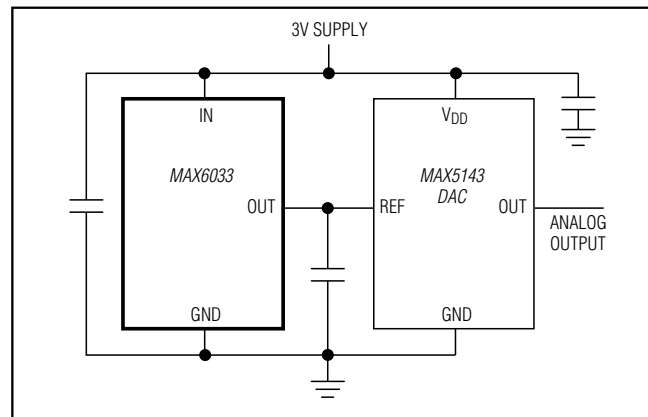 3V SUPPLY
IN
VDD
MAX6033
MAX5143
DAC
OUT
REF
OUT
ANALOG
OUTPUT
GND
GND